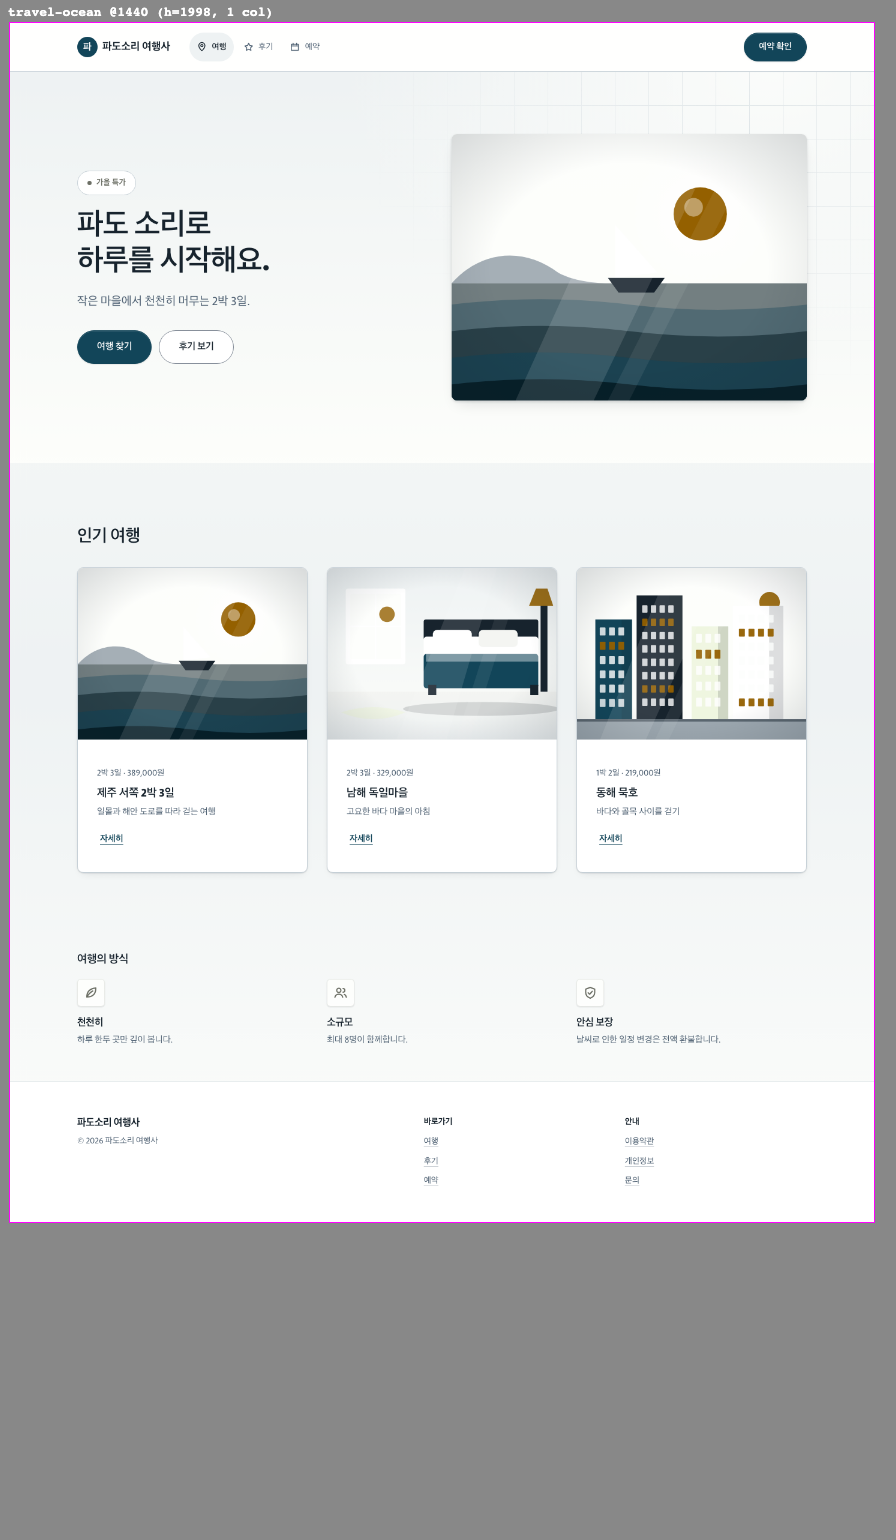 travel-ocean @1440 (h=1998, 1 col)
파 파도소리 여행사 여행 후기 예약 예약 확인
가을 특가
파도 소리로
하루를 시작해요.
작은 마을에서 천천히 머무는 2박 3일.
여행 찾기 후기 보기
인기 여행
2박 3일 · 389,000원
제주 서쪽 2박 3일
일몰과 해안 도로를 따라 걷는 여행
자세히
2박 3일 · 329,000원
남해 독일마을
고요한 바다 마을의 아침
자세히
1박 2일 · 219,000원
동해 묵호
바다와 골목 사이를 걷기
자세히
여행의 방식
천천히
하루 한두 곳만 깊이 봅니다.
소규모
최대 8명이 함께합니다.
안심 보장
날씨로 인한 일정 변경은 전액 환불합니다.
파도소리 여행사
© 2026 파도소리 여행사
바로가기
여행
후기
예약
안내
이용약관
개인정보
문의